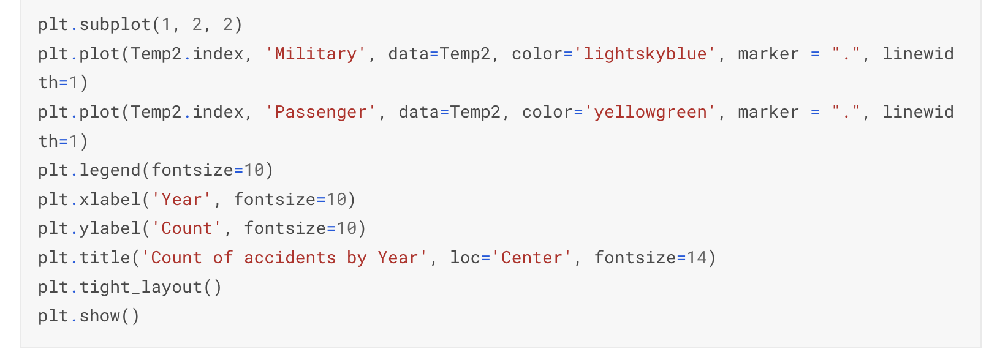 plt.subplot(1, 2, 2)
plt.plot(Temp2.index, 'Military', data=Temp2, color='lightskyblue', marker = ".", linewid
th=1)
plt.plot(Temp2.index, 'Passenger', data=Temp2, color='yellowgreen', marker = ".", linewid
th=1)
plt.legend(fontsize=10)
plt.xlabel('Year', fontsize=10)
plt.ylabel('Count', fontsize=10)
plt.title('Count of accidents by Year', loc='Center', fontsize=14)
plt.tight_layout()
plt.show()